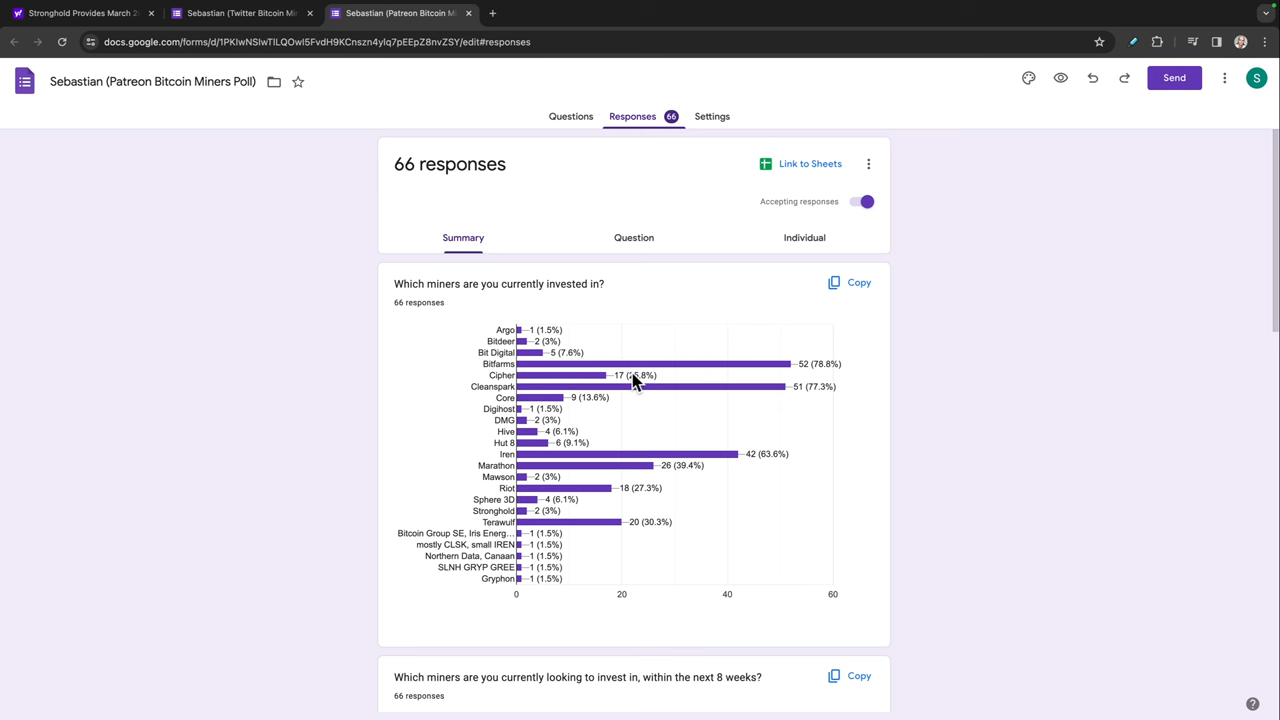 Stronghold Provides March 2
Sebastian (Twitter Bitcoin Mi
Sebastian (Patreon Bitcoin M
docs.google.com/forms/d/1PKIwNSIwTILQOwI5FvdH9KCnszn4yIq7pEEpZ8nvZSY/edit#responses
Sebastian (Patreon Bitcoin Miners Poll)
Send
S
Questions
Responses 66
Settings
66 responses
Link to Sheets
Accepting responses
Summary
Question
Individual
Which miners are you currently invested in?
Copy
66 responses
Argo 1 (1.5%)
Bitdeer 2 (3%)
Bit Digital 5 (7.6%)
Bitfarms 52 (78.8%)
Cipher 17
Cleanspark 51 (77.3%)
Core 9 (13.6%)
Digihost 1 (1.5%)
DMG 2 (3%)
Hive 4 (6.1%)
Hut 8 6 (9.1%)
Iren 42 (63.6%)
Marathon 26 (39.4%)
Mawson 2 (3%)
Riot 18 (27.3%)
Sphere 3D 4 (6.1%)
Stronghold 2 (3%)
Terawulf 20 (30.3%)
Bitcoin Group SE, Iris Energ… 1 (1.5%)
mostly CLSK, small IREN 1 (1.5%)
Northern Data, Canaan 1 (1.5%)
SLNH GRYP GREE 1 (1.5%)
Gryphon 1 (1.5%)
0 20 40 60
Which miners are you currently looking to invest in, within the next 8 weeks?
Copy
66 responses